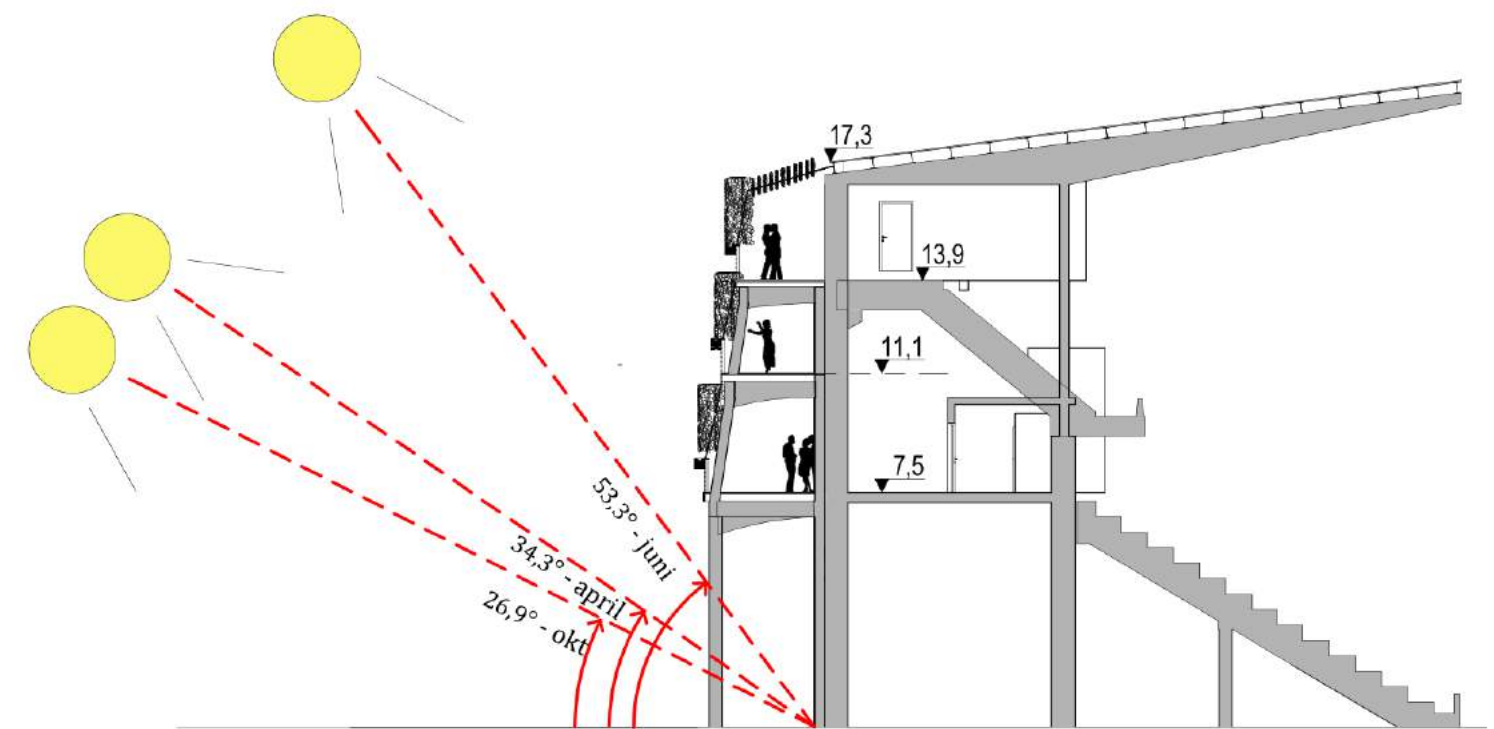 17,3
13,9
11,1
7,5
53,3° - juni
34,3° - april
26,9° - okt